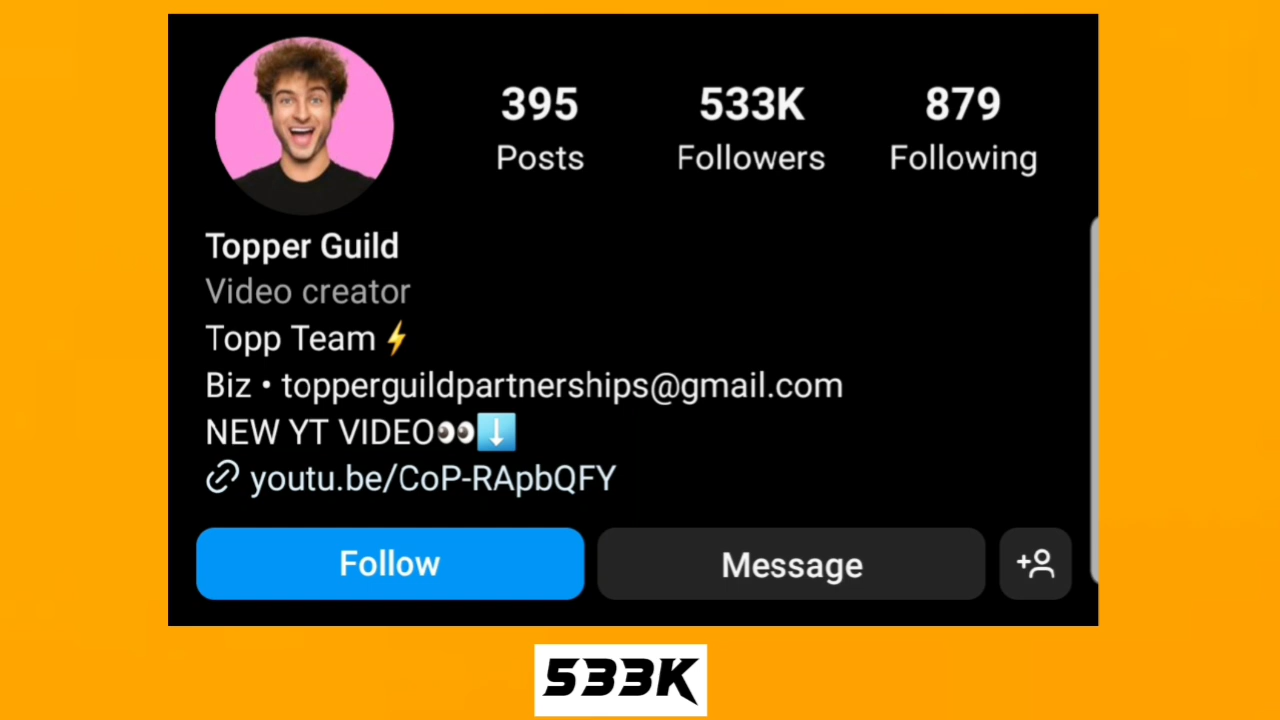 395 533K 879
Posts Followers Following
Topper Guild
Video creator
Topp Team⚡
Biz • topperguildpartnerships@gmail.com
NEW YT VIDEO👀⬇️
youtu.be/CoP-RApbQFY
Follow Message
533K